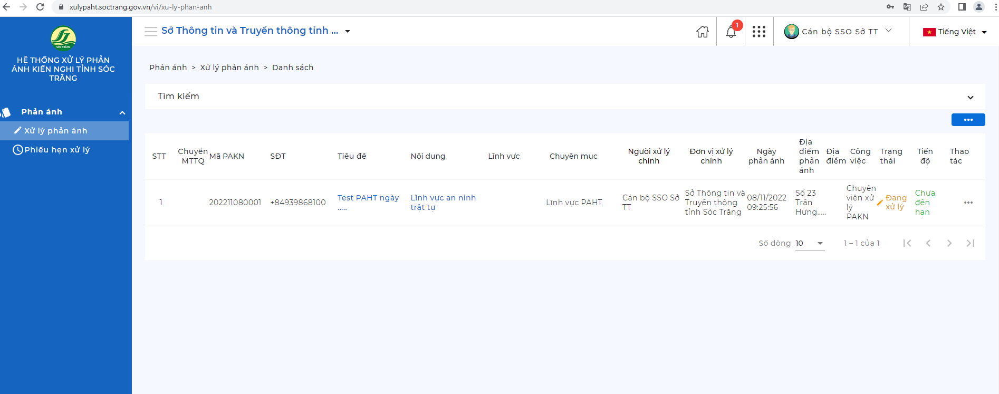 xulypaht.soctrang.gov.vn/vi/xu-ly-phan-anh
SÓC TRĂNG
HỆ THỐNG XỬ LÝ PHẢN
ÁNH KIẾN NGHỊ TỈNH SÓC
TRĂNG
Phản ánh
Xử lý phản ánh
Phiếu hẹn xử lý
Sở Thông tin và Truyền thông tỉnh ...
1
Cán bộ SSO Sở TT
Tiếng Việt
Phản ánh > Xử lý phản ánh > Danh sách
Tìm kiếm
STT
Chuyển
MTTQ
Mã PAKN
SĐT
Tiêu đề
Nội dung
Lĩnh vực
Chuyên mục
Người xử lý
chính
Đơn vị xử lý
chính
Ngày
phản ánh
Địa
điểm
phản
ánh
Địa
điểm
Công
việc
Trạng
thái
Tiến
độ
Thao
tác
1
202211080001
+84939868100
Test PAHT ngày
.....
Lĩnh vực an ninh
trật tự
Lĩnh vực PAHT
Cán bộ SSO Sở
TT
Sở Thông tin và
Truyền thông
tỉnh Sóc Trăng
08/11/2022
09:25:56
Số 23
Trần
Hưng.....
Chuyên
viên xử
lý
PAKN
Đang
xử lý
Chưa
đến
hạn
Số dòng 10
1 – 1 của 1